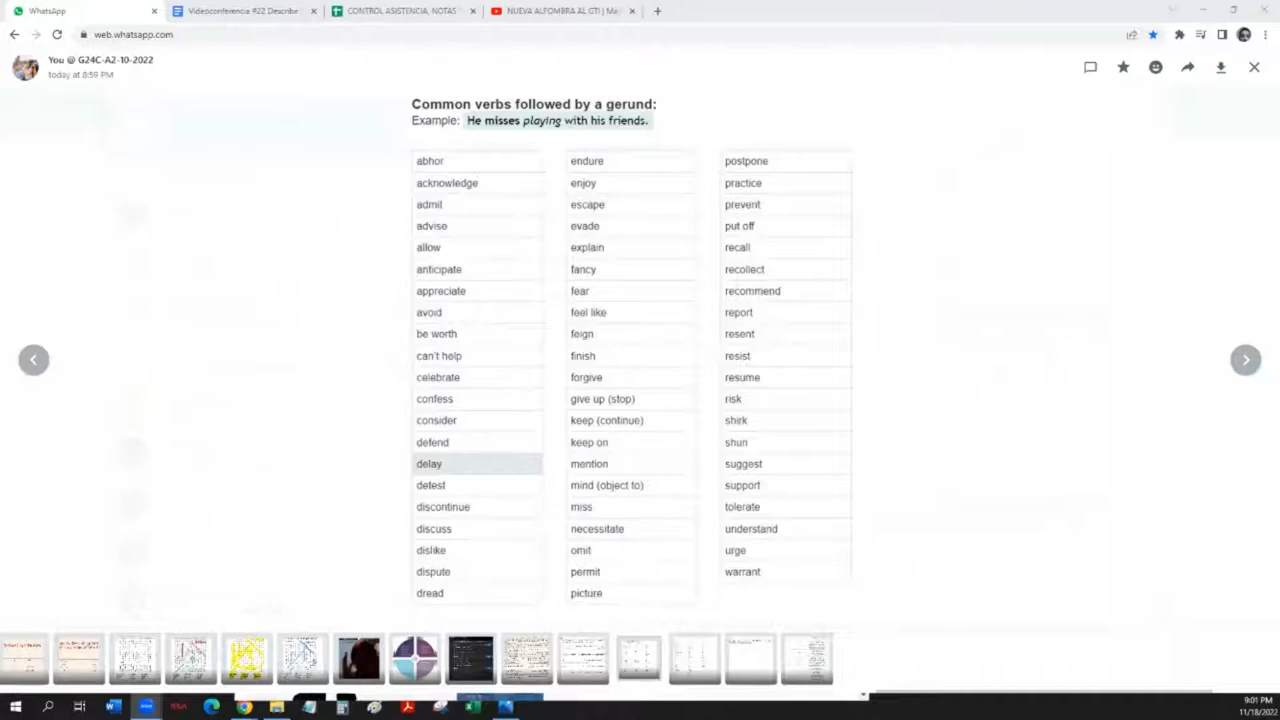 WhatsApp
Videoconferencia #22 Describe
CONTROL ASISTENCIA, NOTAS
NUEVA ALFOMBRA AL GTI | Ma
web.whatsapp.com
You @ G24C-A2-10-2022
today at 8:59 PM
Common verbs followed by a gerund:
Example: He misses playing with his friends.
abhor
acknowledge
admit
advise
allow
anticipate
appreciate
avoid
be worth
can't help
celebrate
confess
consider
defend
delay
detest
discontinue
discuss
dislike
dispute
dread
endure
enjoy
escape
evade
explain
fancy
fear
feel like
feign
finish
forgive
give up (stop)
keep (continue)
keep on
mention
mind (object to)
miss
necessitate
omit
permit
picture
postpone
practice
prevent
put off
recall
recollect
recommend
report
resent
resist
resume
risk
shirk
shun
suggest
support
tolerate
understand
urge
warrant
9:01 PM
11/18/2022